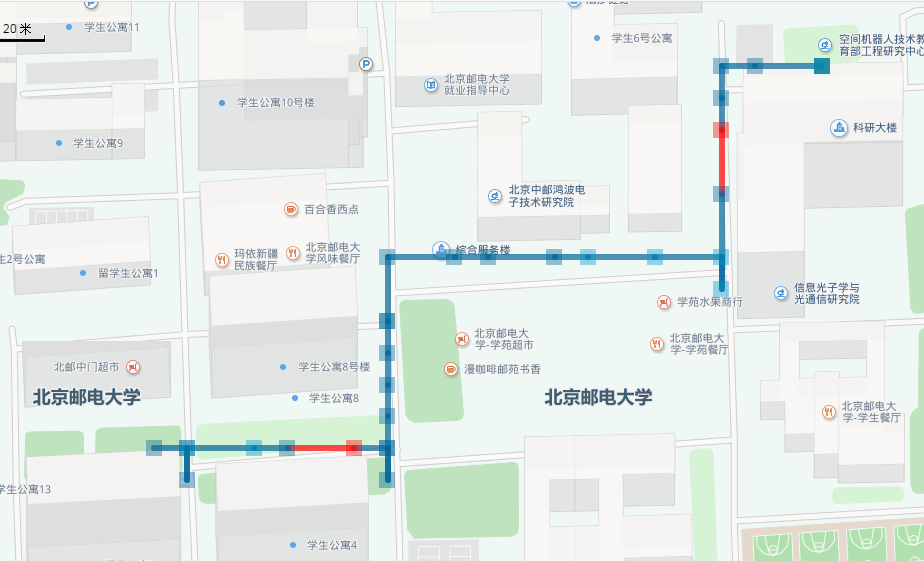 20 米
学生公寓11
学生6号公寓
空间机器人技术教
育部工程研究中心
北京邮电大学
就业指导中心
学生公寓10号楼
科研大楼
学生公寓9
北京中邮鸿波电
子技术研究院
百合香西点
玛依新疆
民族餐厅
北京邮电大
学风味餐厅
综合服务楼
生2号公寓
留学生公寓1
信息光子学与
光通信研究院
学苑水果商行
北京邮电大
学-学苑超市
北京邮电大
学-学苑餐厅
北邮中门超市
学生公寓8号楼
漫咖啡邮苑书香
北京邮电大学
学生公寓8
北京邮电大学
北京邮电大
学-学生餐厅
学生公寓13
学生公寓4